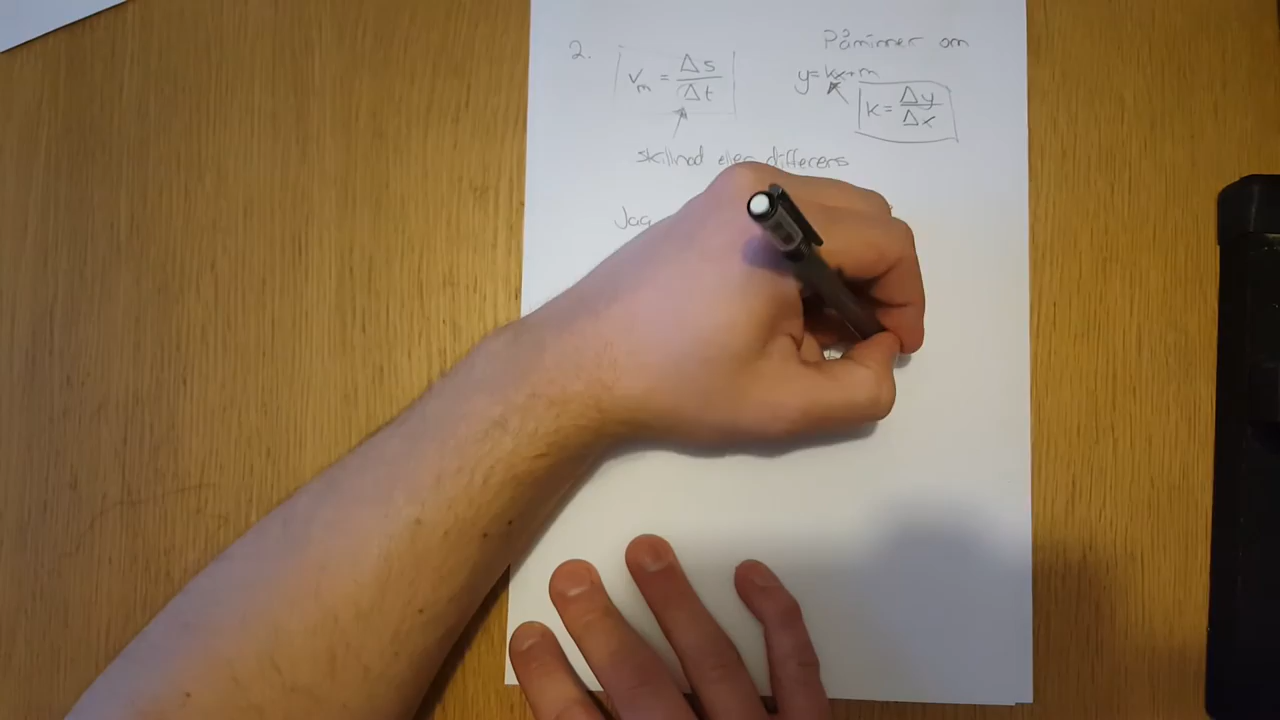 2.
v_m = Δs/Δt
Påminner om
y=kx+m
k = Δy/Δx
skillnad eller differens
Jag